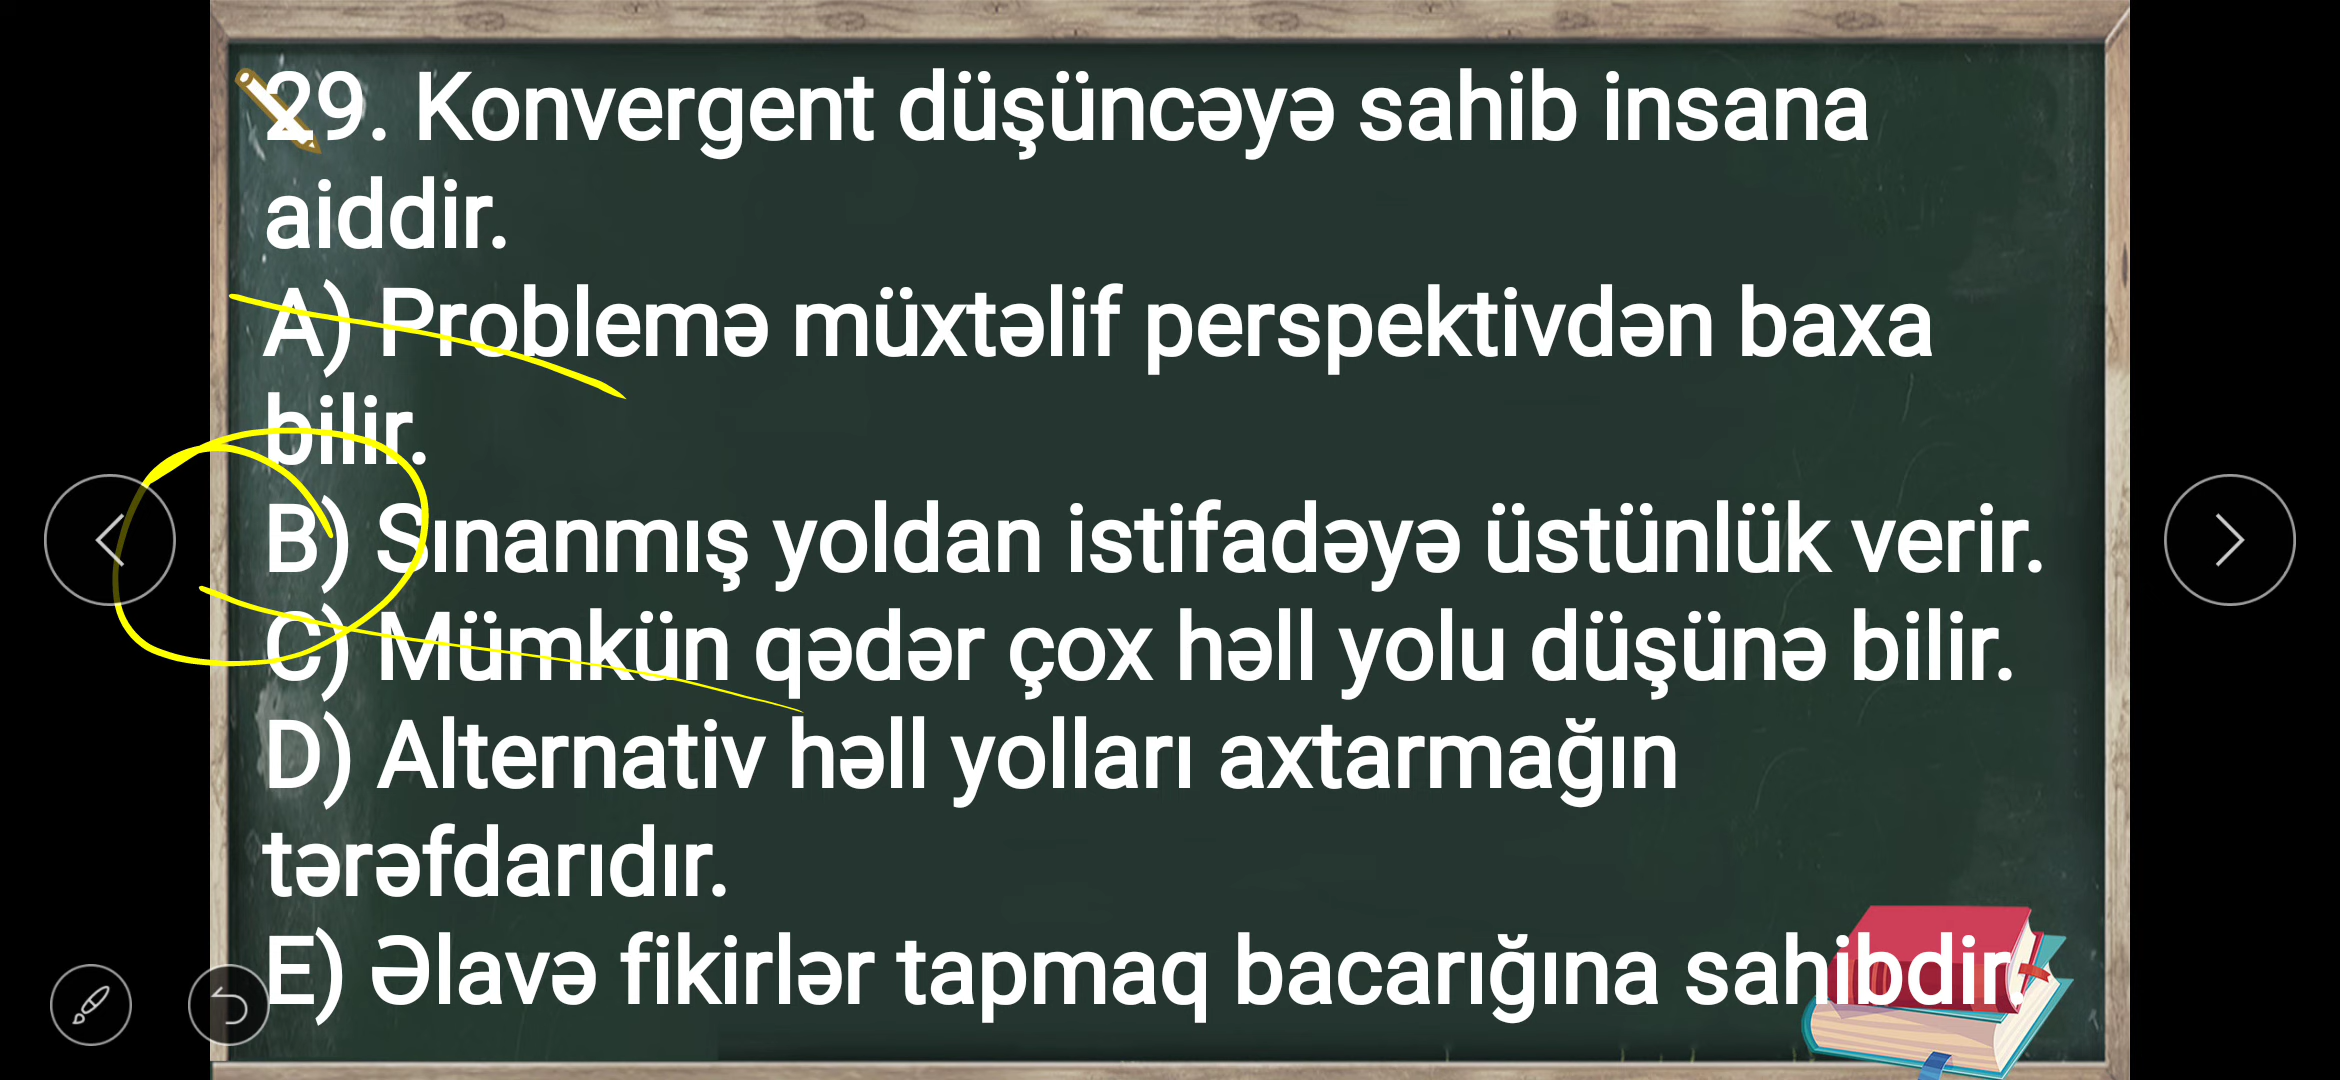 29. Konvergent düşüncəyə sahib insana
aiddir.
A) Problemə müxtəlif perspektivdən baxa
bilir.
B) Sınanmış yoldan istifadəyə üstünlük verir.
C) Mümkün qədər çox həll yolu düşünə bilir.
D) Alternativ həll yolları axtarmağın
tərəfdarıdır.
E) Əlavə fikirlər tapmaq bacarığına sahibdir.